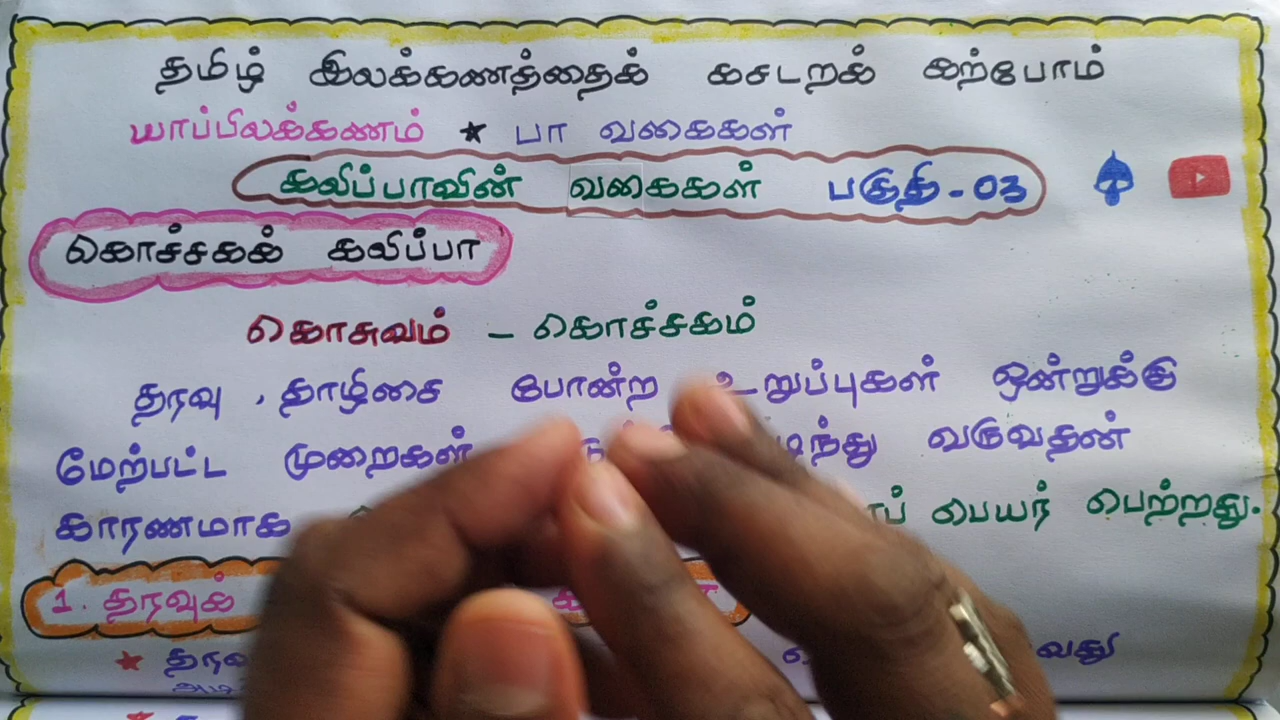 தமிழ் இலக்கணத்தைக் கசடறக் கற்போம்
யாப்பிலக்கணம் ★ பா வகைகள்
கலிப்பாவின் வகைகள் பகுதி - 03
கொச்சகக் கலிப்பா
கொசுவம் - கொச்சகம்
தரவு , தாழிசை போன்ற உறுப்புகள் ஒன்றுக்கு
மேற்பட்ட முறைகள் வருவதன்
காரணமாக பெயர் பெற்றது.
1. தரவுக்